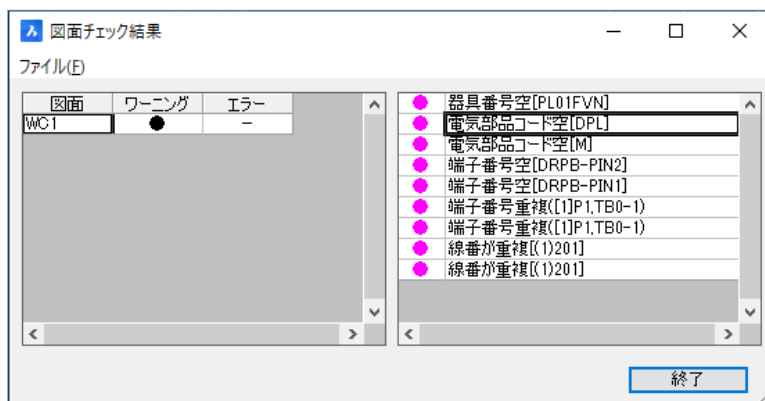 図面チェック結果
ファイル(F)
図面 ワーニング エラー
WC1 ● −
器具番号空[PL01FVN]
電気部品コード空[DPL]
電気部品コード空[M]
端子番号空[DRPB-PIN2]
端子番号空[DRPB-PIN1]
端子番号重複([1]P1,TB0-1)
端子番号重複([1]P1,TB0-1)
線番が重複[(1)201]
線番が重複[(1)201]
終了